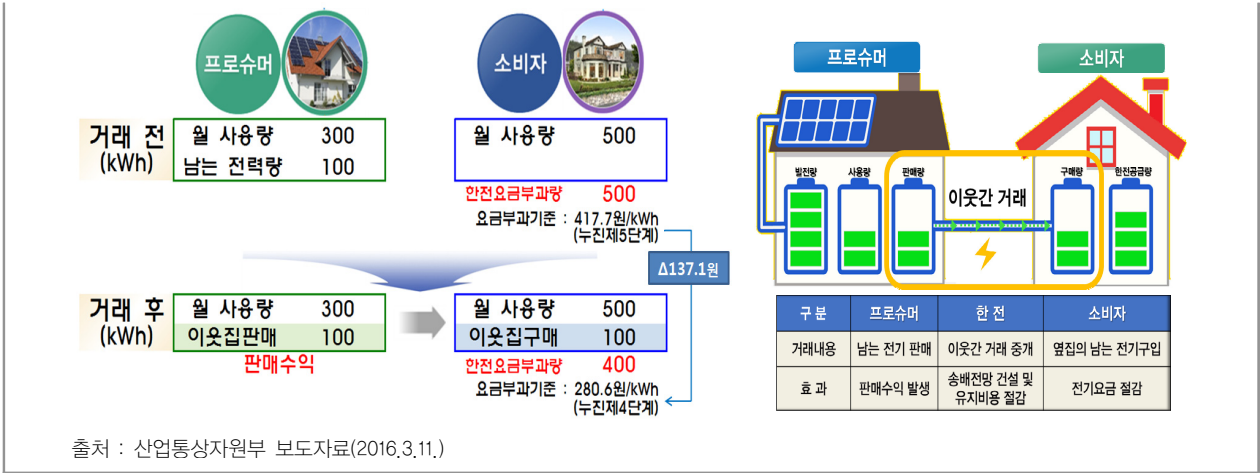 프로슈머
소비자
거래 전
(kWh)
월 사용량 300
남는 전력량 100
월 사용량 500
한전요금부과량 500
요금부과기준 : 417.7원/kWh
(누진제5단계)
Δ137.1원
거래 후
(kWh)
월 사용량 300
이웃집판매 100
판매수익
월 사용량 500
이웃집구매 100
한전요금부과량 400
요금부과기준 : 280.6원/kWh
(누진제4단계)
프로슈머
소비자
발전량 사용량 판매량 구매량 한전공급량
이웃간 거래
구 분 프로슈머 한 전 소비자
거래내용 남는 전기 판매 이웃간 거래 중개 옆집의 남는 전기구입
효 과 판매수익 발생 송배전망 건설 및 전기요금 절감
유지비용 절감
출처 : 산업통상자원부 보도자료(2016.3.11.)